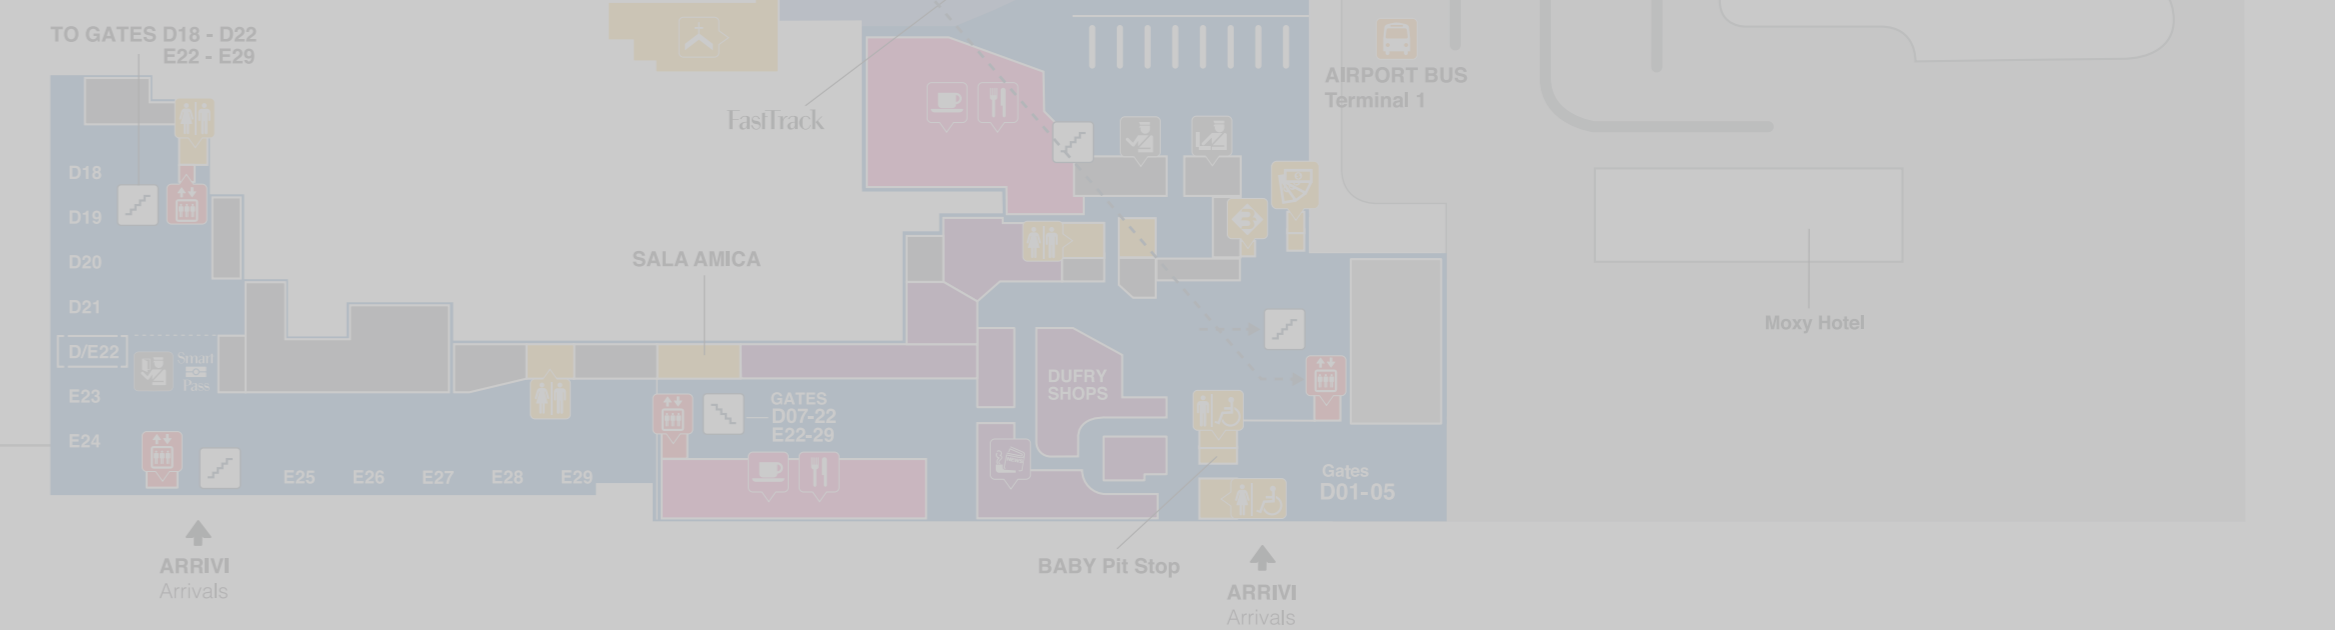 TO GATES D18 - D22
E22 - E29
AIRPORT BUS
Terminal 1
FastTrack
D18
D19
D20
D21
D/E22
E23
E24
Smart
Pass
SALA AMICA
Moxy Hotel
DUFRY
SHOPS
GATES
D07-22
E22-29
E25 E26 E27 E28 E29
Gates
D01-05
ARRIVI
Arrivals
BABY Pit Stop
ARRIVI
Arrivals